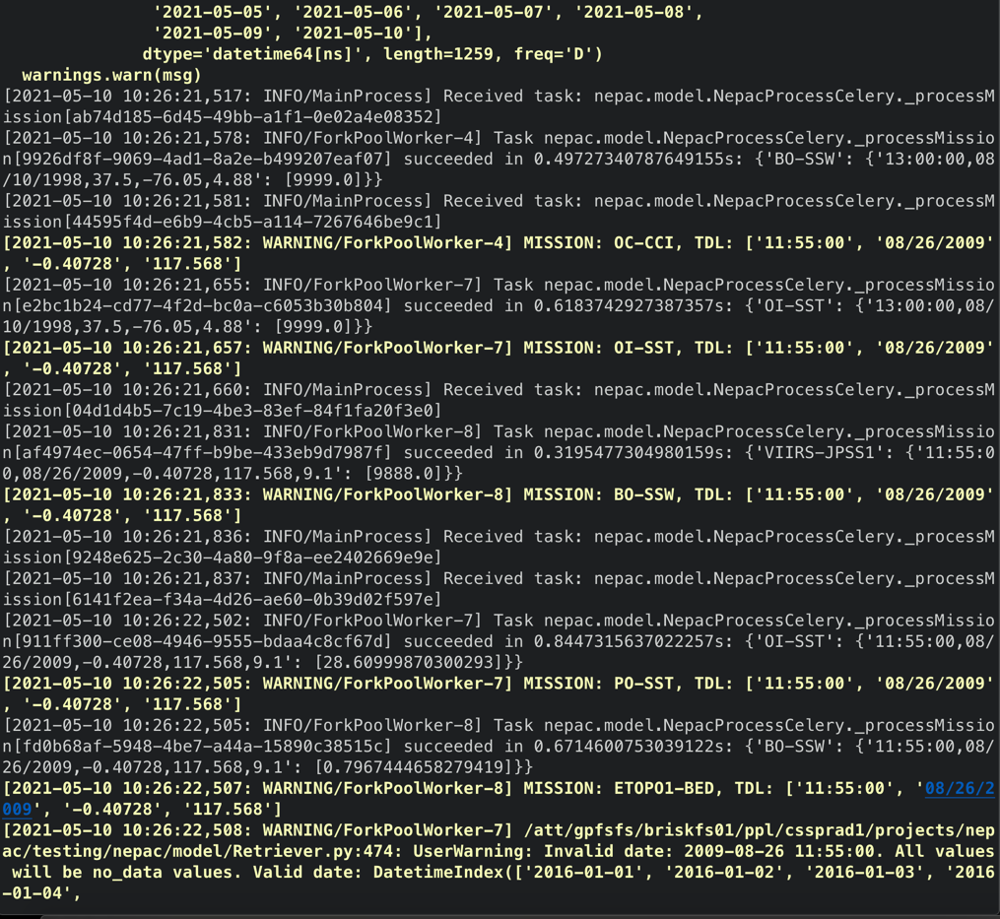 '2021-05-05', '2021-05-06', '2021-05-07', '2021-05-08',
'2021-05-09', '2021-05-10'],
dtype='datetime64[ns]', length=1259, freq='D')
warnings.warn(msg)
[2021-05-10 10:26:21,517: INFO/MainProcess] Received task: nepac.model.NepacProcessCelery._processM
ission[ab74d185-6d45-49bb-a1f1-0e02a4e08352]
[2021-05-10 10:26:21,578: INFO/ForkPoolWorker-4] Task nepac.model.NepacProcessCelery._processMissio
n[9926df8f-9069-4ad1-8a2e-b499207eaf07] succeeded in 0.49727340787649155s: {'BO-SSW': {'13:00:00,08
/10/1998,37.5,-76.05,4.88': [9999.0]}}
[2021-05-10 10:26:21,581: INFO/MainProcess] Received task: nepac.model.NepacProcessCelery._processM
ission[44595f4d-e6b9-4cb5-a114-7267646be9c1]
[2021-05-10 10:26:21,582: WARNING/ForkPoolWorker-4] MISSION: OC-CCI, TDL: ['11:55:00', '08/26/2009'
, '-0.40728', '117.568']
[2021-05-10 10:26:21,655: INFO/ForkPoolWorker-7] Task nepac.model.NepacProcessCelery._processMissio
n[e2bc1b24-cd77-4f2d-bc0a-c6053b30b804] succeeded in 0.6183742927387357s: {'OI-SST': {'13:00:00,08/
10/1998,37.5,-76.05,4.88': [9999.0]}}
[2021-05-10 10:26:21,657: WARNING/ForkPoolWorker-7] MISSION: OI-SST, TDL: ['11:55:00', '08/26/2009'
, '-0.40728', '117.568']
[2021-05-10 10:26:21,660: INFO/MainProcess] Received task: nepac.model.NepacProcessCelery._processM
ission[04d1d4b5-7c19-4be3-83ef-84f1fa20f3e0]
[2021-05-10 10:26:21,831: INFO/ForkPoolWorker-8] Task nepac.model.NepacProcessCelery._processMissio
n[af4974ec-0654-47ff-b9be-433eb9d7987f] succeeded in 0.3195477304980159s: {'VIIRS-JPSS1': {'11:55:0
0,08/26/2009,-0.40728,117.568,9.1': [9888.0]}}
[2021-05-10 10:26:21,833: WARNING/ForkPoolWorker-8] MISSION: BO-SSW, TDL: ['11:55:00', '08/26/2009'
, '-0.40728', '117.568']
[2021-05-10 10:26:21,836: INFO/MainProcess] Received task: nepac.model.NepacProcessCelery._processM
ission[9248e625-2c30-4a80-9f8a-ee2402669e9e]
[2021-05-10 10:26:21,837: INFO/MainProcess] Received task: nepac.model.NepacProcessCelery._processM
ission[6141f2ea-f34a-4d26-ae60-0b39d02f597e]
[2021-05-10 10:26:22,502: INFO/ForkPoolWorker-7] Task nepac.model.NepacProcessCelery._processMissio
n[911ff300-ce08-4946-9555-bdaa4c8cf67d] succeeded in 0.8447315637022257s: {'OI-SST': {'11:55:00,08/
26/2009,-0.40728,117.568,9.1': [28.60999870300293]}}
[2021-05-10 10:26:22,505: WARNING/ForkPoolWorker-7] MISSION: PO-SST, TDL: ['11:55:00', '08/26/2009'
, '-0.40728', '117.568']
[2021-05-10 10:26:22,505: INFO/ForkPoolWorker-8] Task nepac.model.NepacProcessCelery._processMissio
n[fd0b68af-5948-4be7-a44a-15890c38515c] succeeded in 0.6714600753039122s: {'BO-SSW': {'11:55:00,08/
26/2009,-0.40728,117.568,9.1': [0.7967444658279419]}}
[2021-05-10 10:26:22,507: WARNING/ForkPoolWorker-8] MISSION: ETOPO1-BED, TDL: ['11:55:00', '08/26/2
009', '-0.40728', '117.568']
[2021-05-10 10:26:22,508: WARNING/ForkPoolWorker-7] /att/gpfsfs/briskfs01/ppl/cssprad1/projects/nep
ac/testing/nepac/model/Retriever.py:474: UserWarning: Invalid date: 2009-08-26 11:55:00. All values
will be no_data values. Valid date: DatetimeIndex(['2016-01-01', '2016-01-02', '2016-01-03', '2016
-01-04',